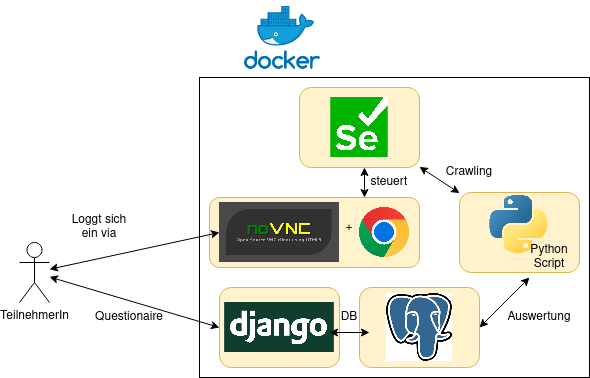 docker
Se
Crawling
steuert
Loggt sich
ein via
noVNC
Open Source VNC client using HTML5
+
Python
Script
TeilnehmerIn
Questionaire
django
DB
Auswertung